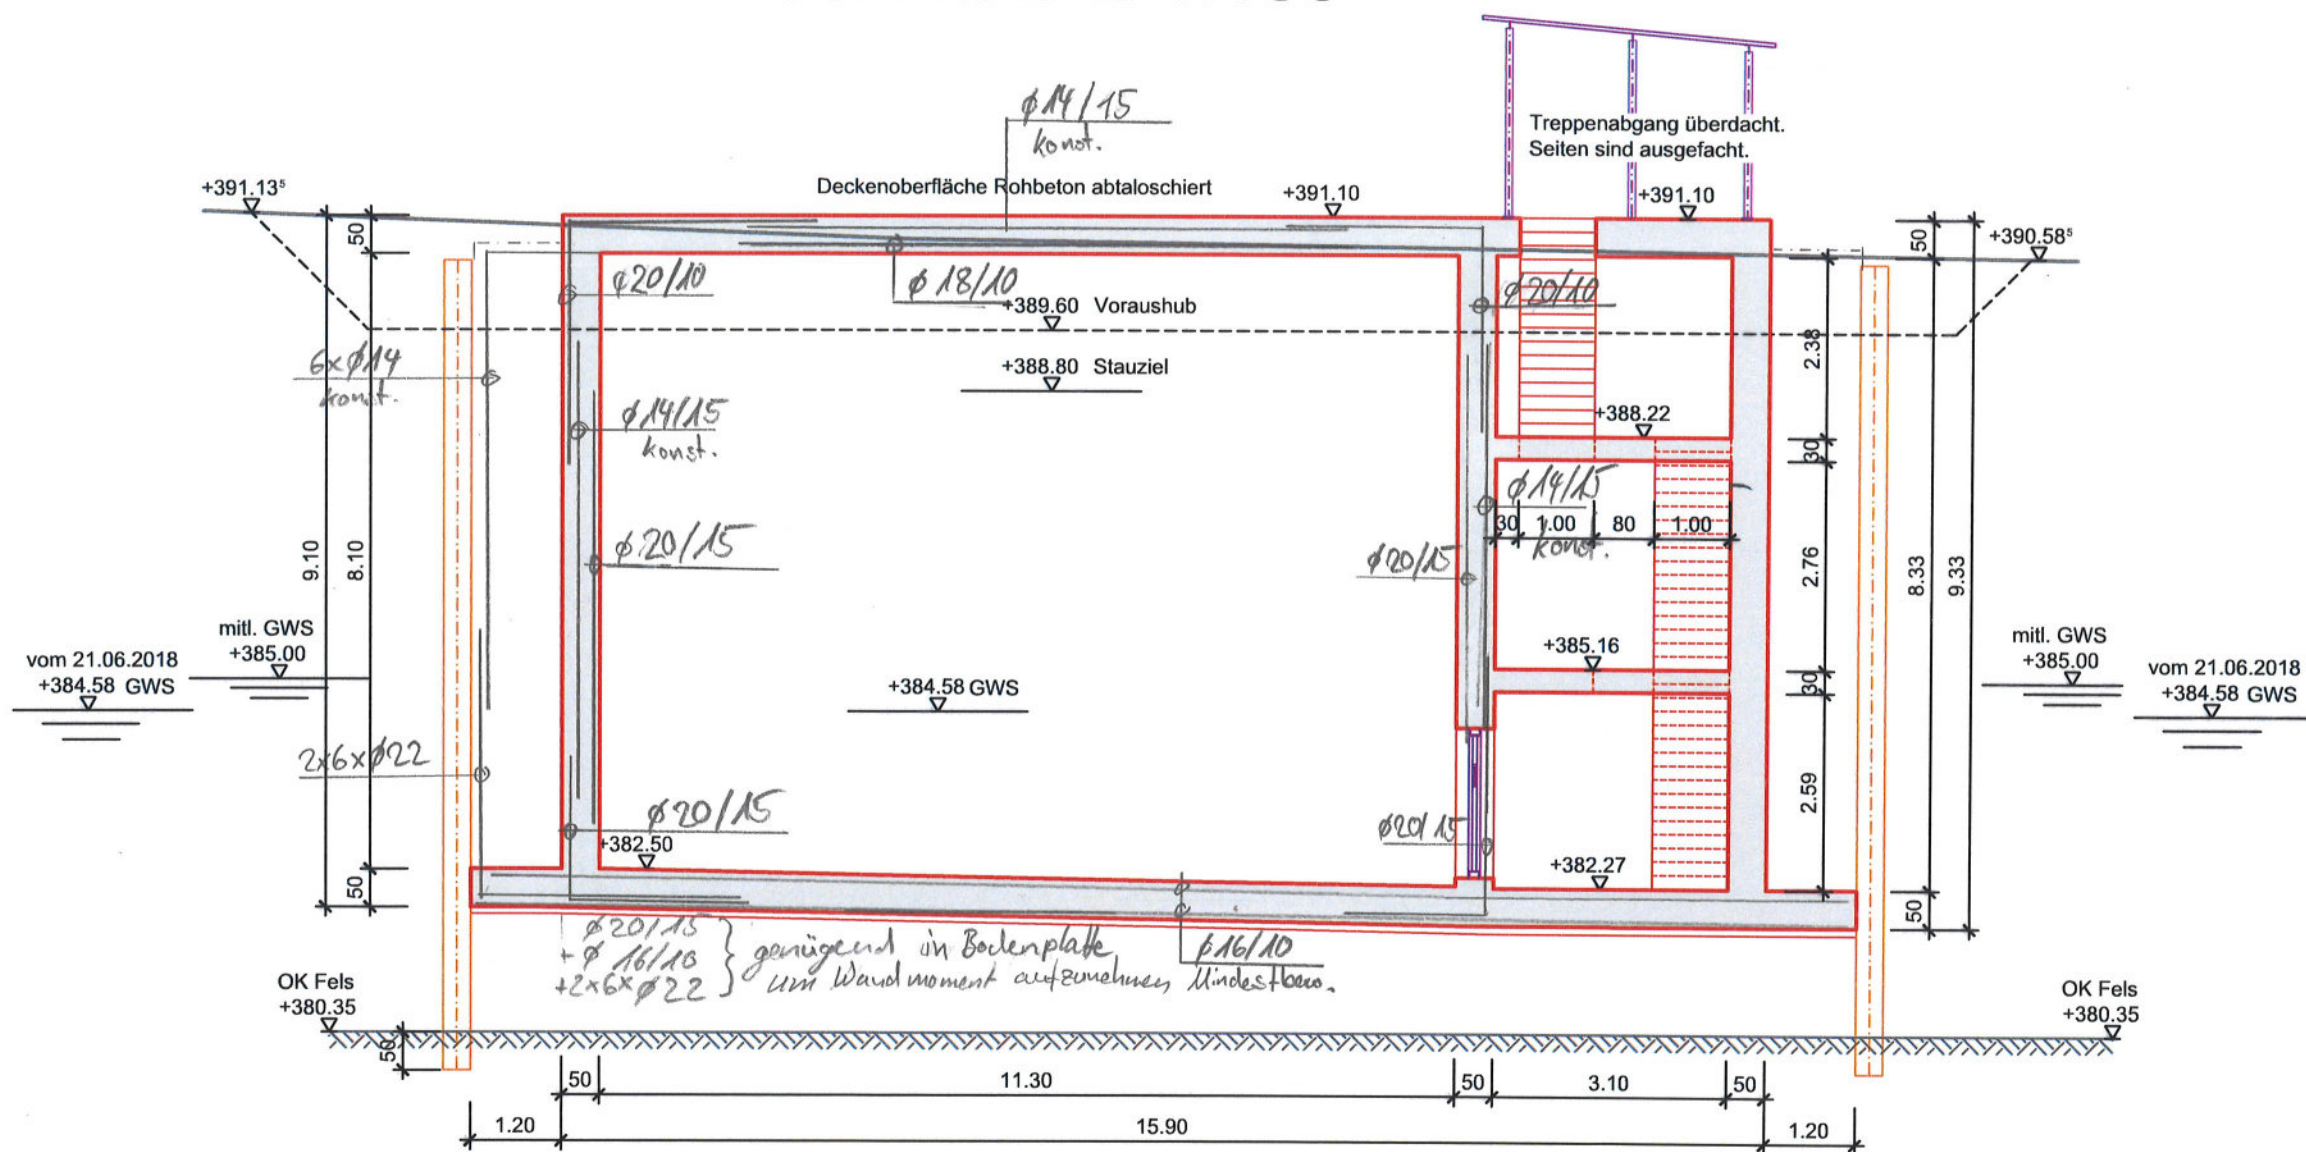 ϕ14/15
konst.
Treppenabgang überdacht.
Seiten sind ausgefacht.
+391.13⁵
Deckenoberfläche Rohbeton abtaloschiert
+391.10
+391.10
50
50
+390.58⁵
ϕ20/10
ϕ18/10
+389.60 Voraushub
ϕ20/10
2.38
6xϕ14
konst.
+388.80 Stauziel
ϕ14/15
konst.
+388.22
30
ϕ14/15
konst.
30
1.00
80
1.00
9.10
8.10
ϕ20/15
ϕ20/15
2.76
8.33
9.33
mitl. GWS
+385.00
vom 21.06.2018
+384.58 GWS
+384.58 GWS
+385.16
30
mitl. GWS
+385.00
vom 21.06.2018
+384.58 GWS
2x6xϕ22
ϕ20/15
+382.50
ϕ20/15
2.59
+382.27
50
50
ϕ20/15
+ϕ16/10
+2x6xϕ22
genügend in Bodenplatte
um Wandmoment aufzunehmen
ϕ16/10
Mindestbew.
OK Fels
+380.35
OK Fels
+380.35
50
50
11.30
50
3.10
50
1.20
15.90
1.20